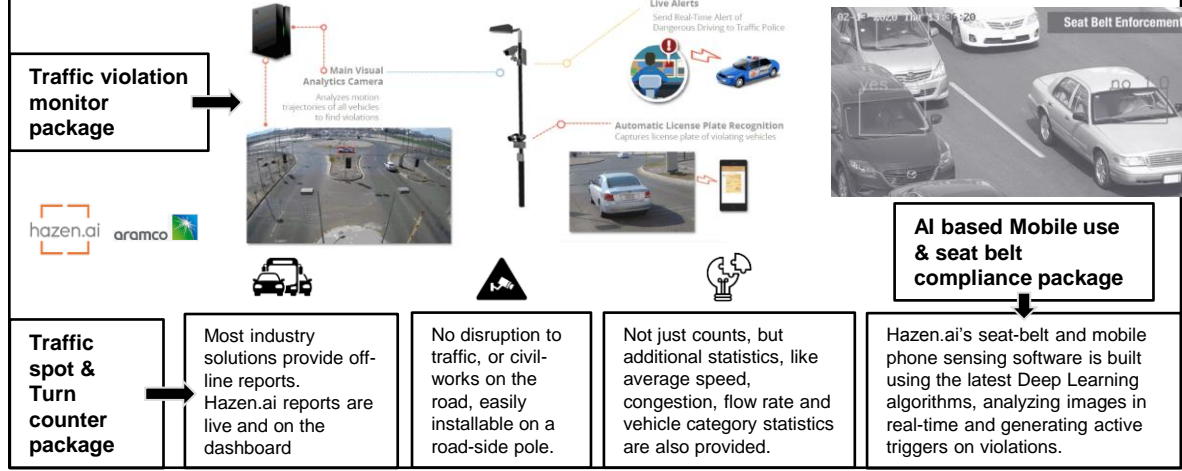 Live Alerts
Send Real-Time Alert of
Dangerous Driving to Traffic Police
02-13-2020 Thu 13:35:20
Seat Belt Enforcement
Traffic violation
monitor
package
Main Visual
Analytics Camera
Analyzes motion
trajectories of all vehicles
to find violations
Automatic License Plate Recognition
Captures license plate of violating vehicles
yes
no
hazen.ai
aramco
AI based Mobile use
& seat belt
compliance package
Traffic
spot &
Turn
counter
package
Most industry
solutions provide off-
line reports.
Hazen.ai reports are
live and on the
dashboard
No disruption to
traffic, or civil-
works on the
road, easily
installable on a
road-side pole.
Not just counts, but
additional statistics, like
average speed,
congestion, flow rate and
vehicle category statistics
are also provided.
Hazen.ai's seat-belt and mobile
phone sensing software is built
using the latest Deep Learning
algorithms, analyzing images in
real-time and generating active
triggers on violations.